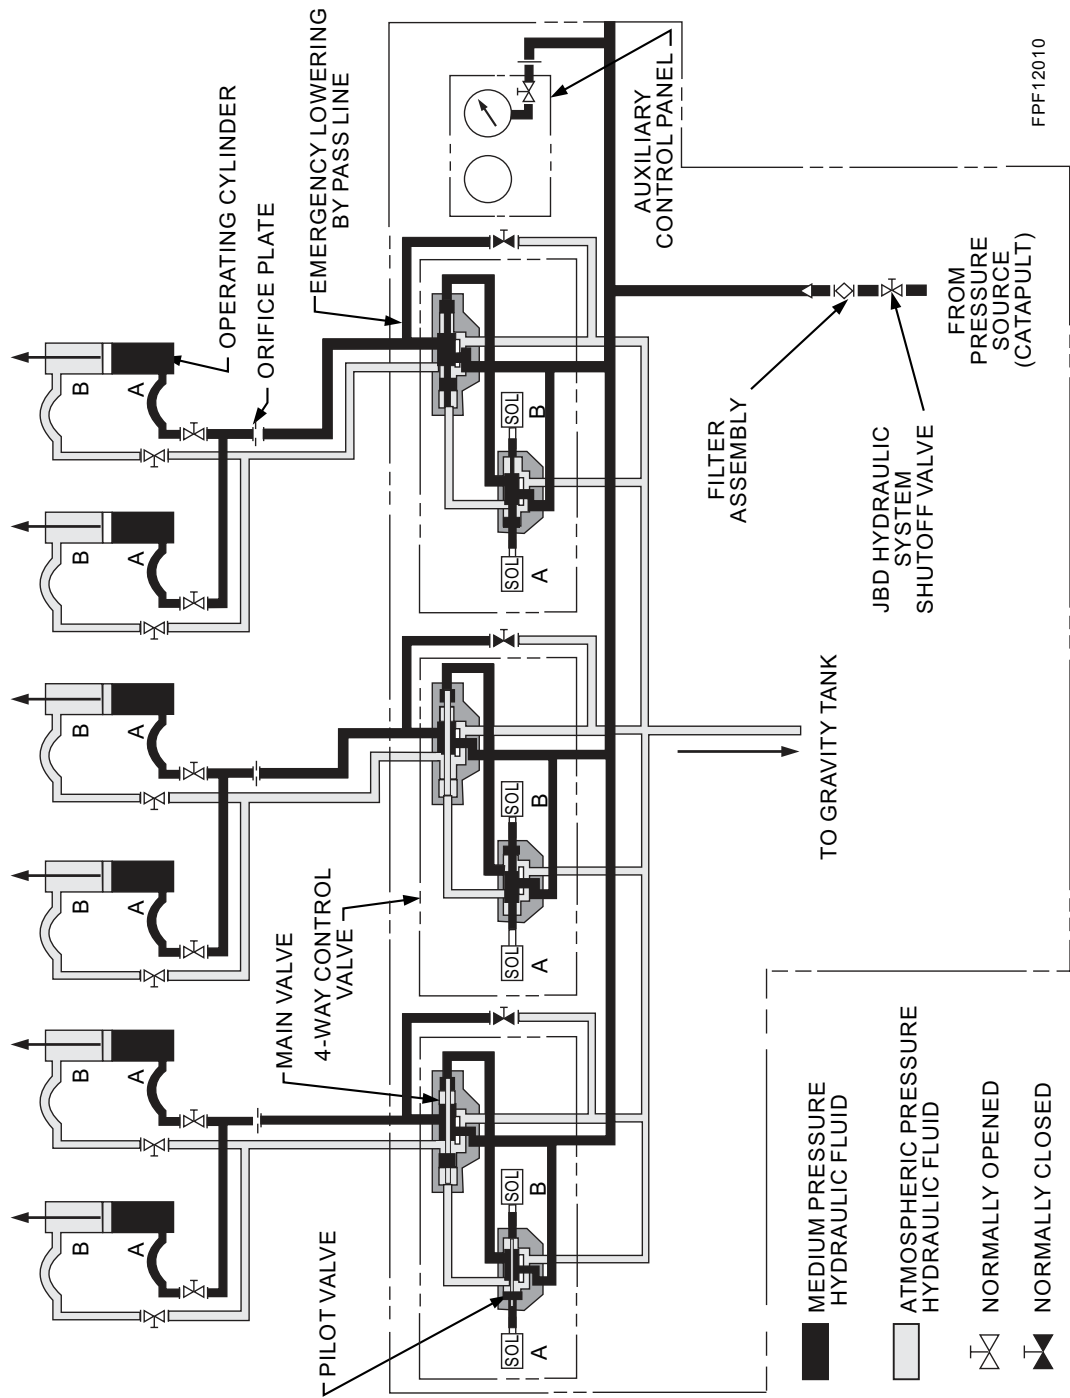 B
A
B
A
B
A
B
A
B
A
B
A
OPERATING CYLINDER
ORIFICE PLATE
EMERGENCY LOWERING
BY PASS LINE
MAIN VALVE
4-WAY CONTROL
VALVE
PILOT VALVE
SOL
A
SOL
B
SOL
A
SOL
B
SOL
A
SOL
B
AUXILIARY
CONTROL PANEL
FILTER
ASSEMBLY
JBD HYDRAULIC
SYSTEM
SHUTOFF VALVE
FROM
PRESSURE
SOURCE
(CATAPULT)
TO GRAVITY TANK
MEDIUM PRESSURE
HYDRAULIC FLUID
ATMOSPHERIC PRESSURE
HYDRAULIC FLUID
NORMALLY OPENED
NORMALLY CLOSED
FPF12010